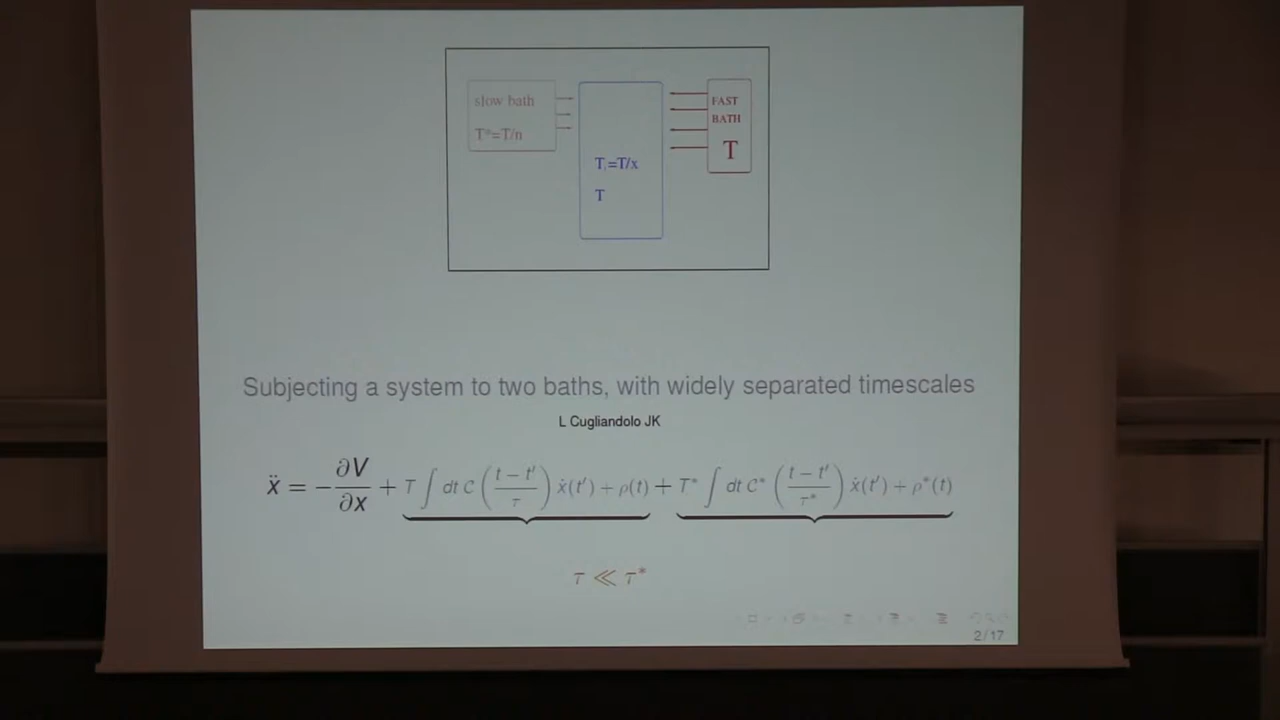 slow bath
T*=T/n
T,=T/x
T
FAST
BATH
T
Subjecting a system to two baths, with widely separated timescales
L Cugliandolo JK
ẍ = −∂V/∂x + T ∫ dt C ((t − t′)/τ) ẋ(t′) + ρ(t) + T* ∫ dt C* ((t − t′)/τ*) ẋ(t′) + ρ*(t)
τ ≪ τ*
2/17